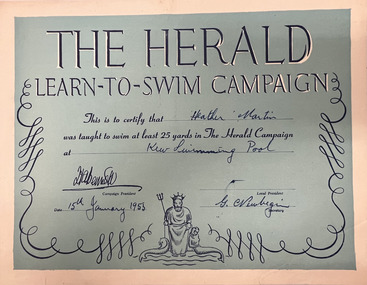 THE HERALD
LEARN-TO-SWIM CAMPAIGN
This is to certify that Heather Martin
was taught to swim at least 25 yards in The Herald Campaign
at Kew Swimming Pool
Campaign President
Local President
Date 15th January 1953
G.